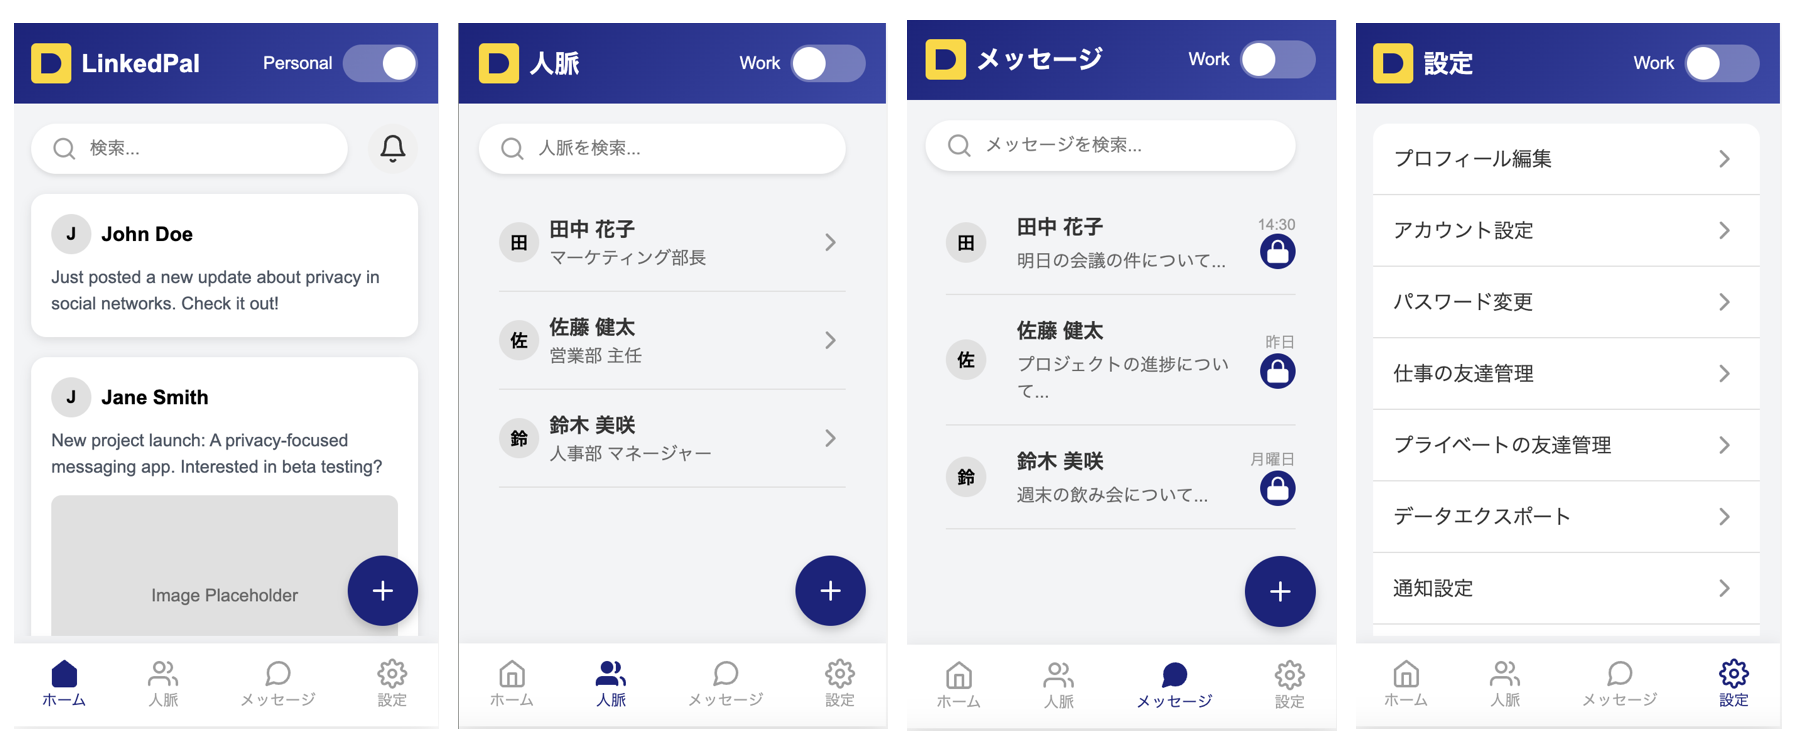 LinkedPal
Personal
検索...
J
John Doe
Just posted a new update about privacy in
social networks. Check it out!
J
Jane Smith
New project launch: A privacy-focused
messaging app. Interested in beta testing?
Image Placeholder
+
ホーム
人脈
メッセージ
設定
人脈
Work
人脈を検索...
田
田中 花子
マーケティング部長
佐
佐藤 健太
営業部 主任
鈴
鈴木 美咲
人事部 マネージャー
+
ホーム
人脈
メッセージ
設定
メッセージ
Work
メッセージを検索...
田
田中 花子
14:30
明日の会議の件について...
佐
佐藤 健太
昨日
プロジェクトの進捗につい
て...
鈴
鈴木 美咲
月曜日
週末の飲み会について...
+
ホーム
人脈
メッセージ
設定
設定
Work
プロフィール編集
アカウント設定
パスワード変更
仕事の友達管理
プライベートの友達管理
データエクスポート
通知設定
ホーム
人脈
メッセージ
設定